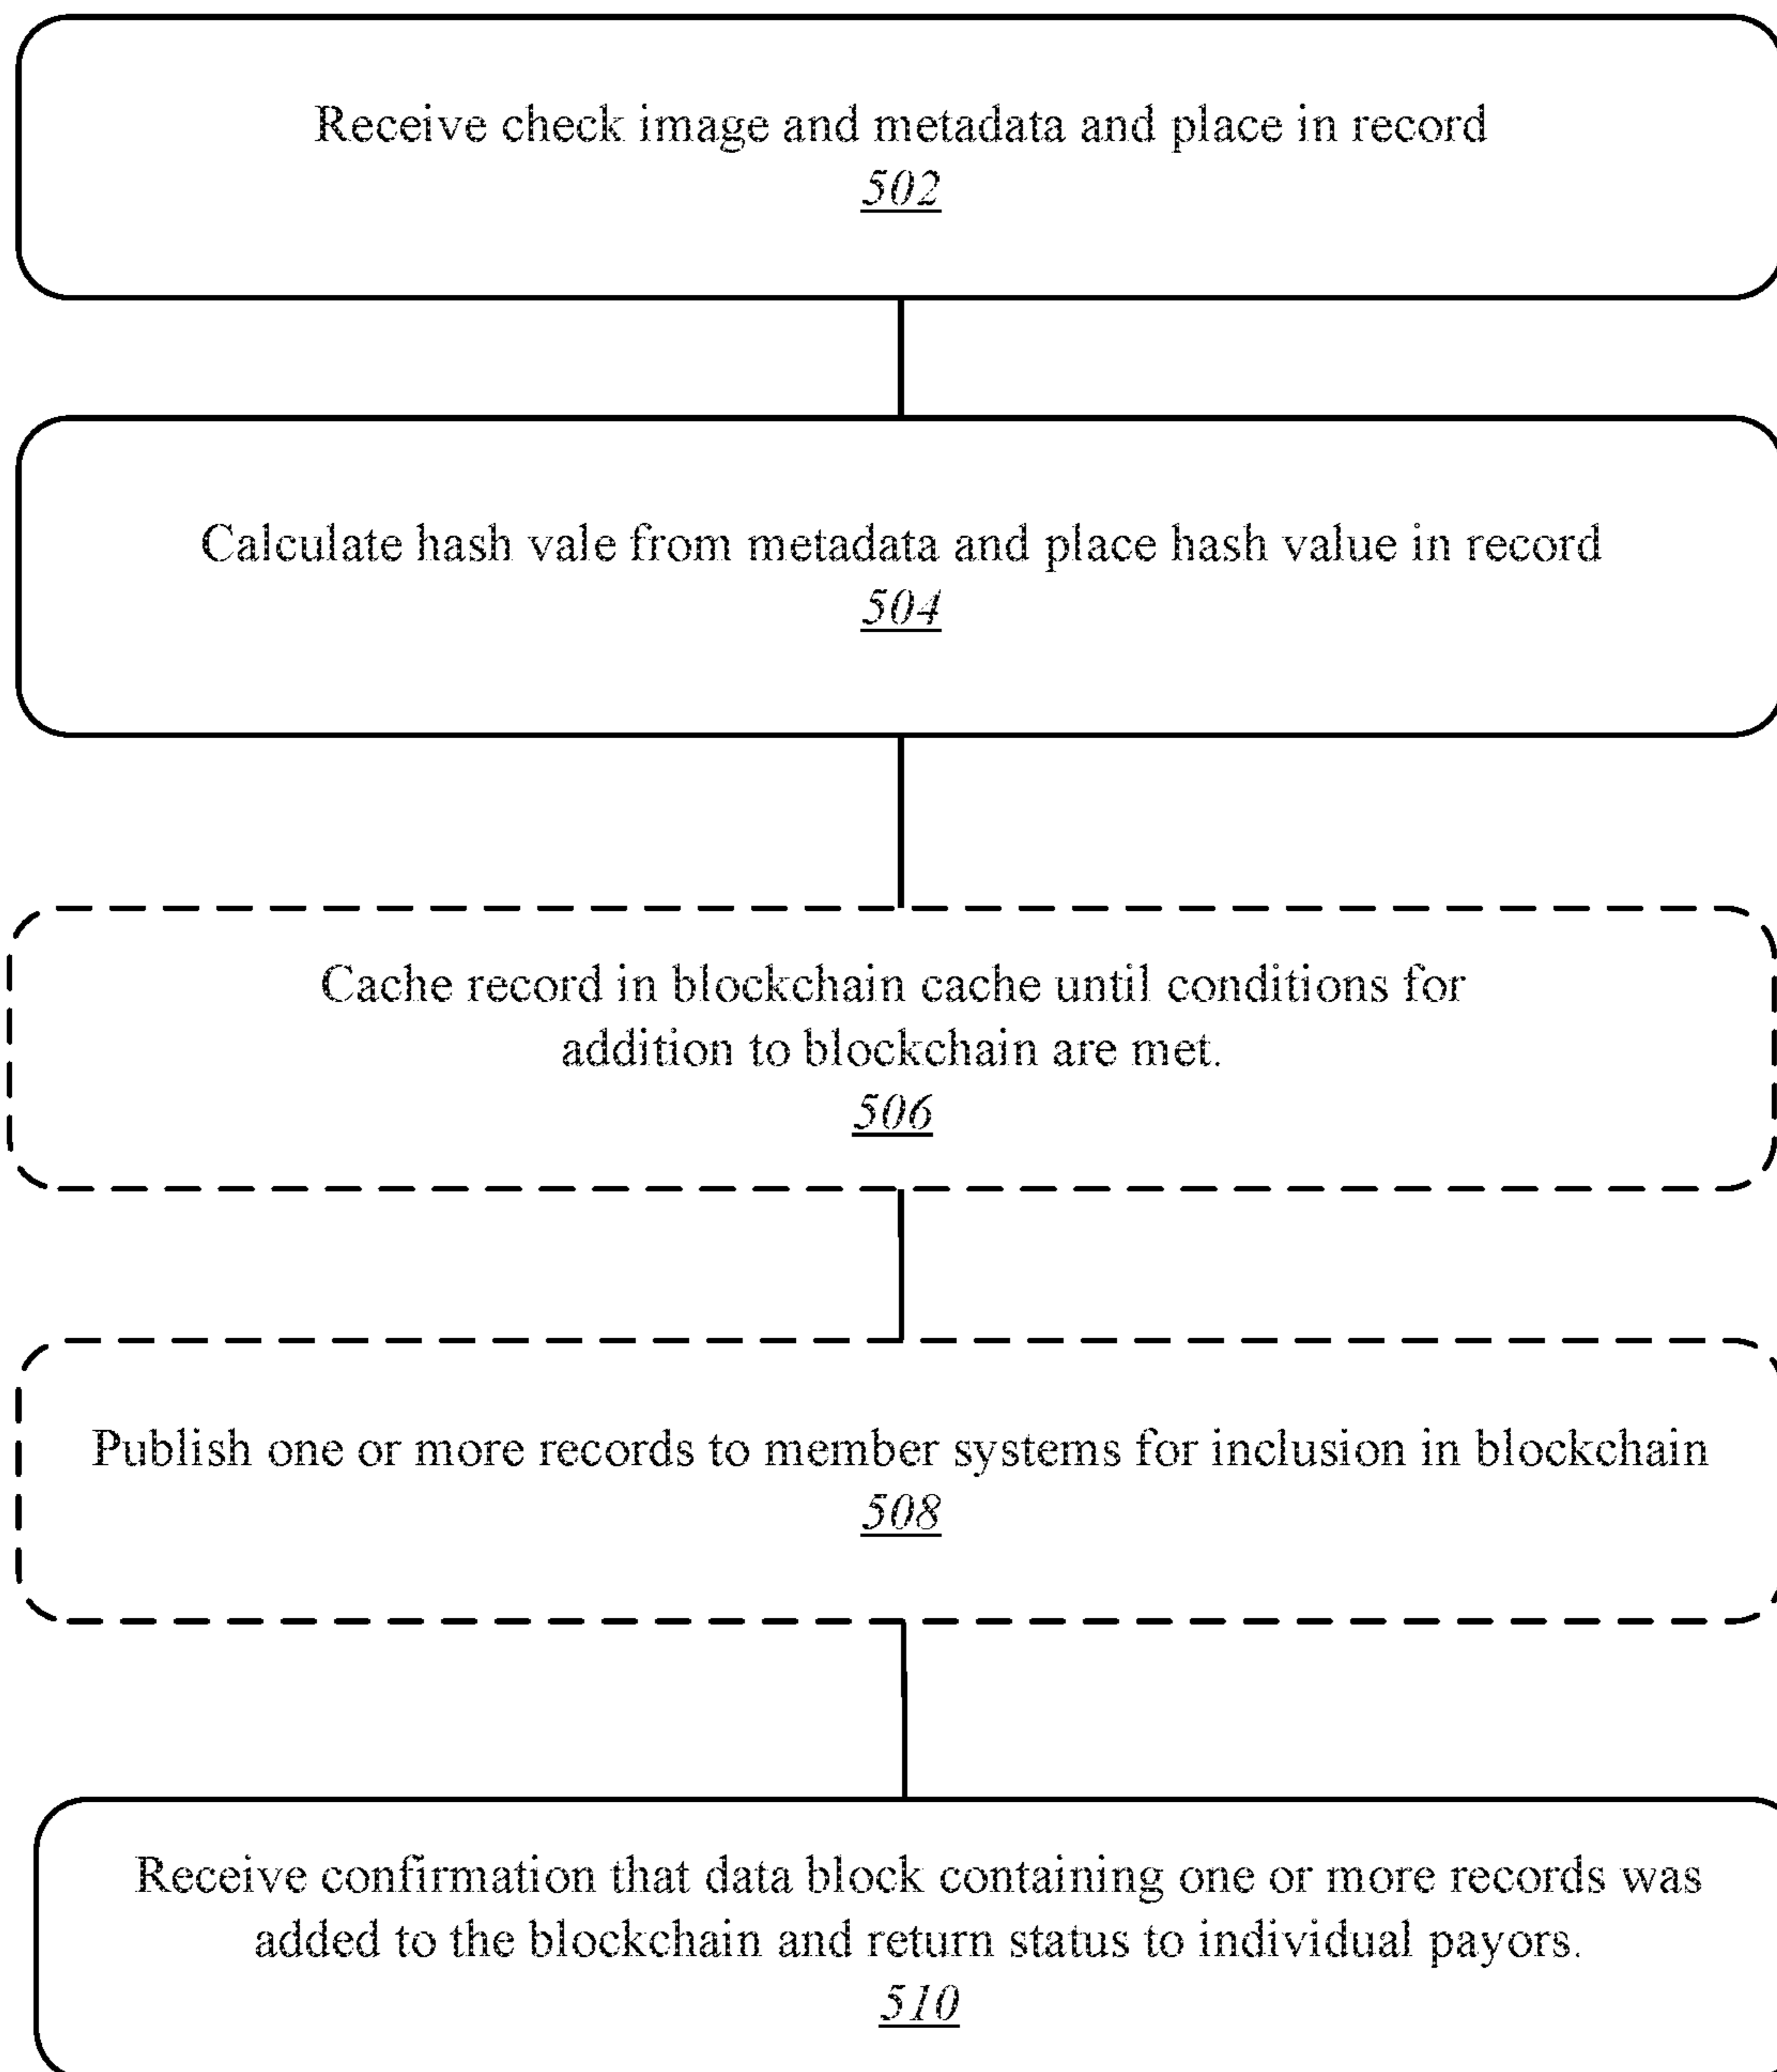 Receive check image and metadata and place in record
502
Calculate hash vale from metadata and place hash value in record
504
Cache record in blockchain cache until conditions for
addition to blockchain are met.
506
Publish one or more records to member systems for inclusion in blockchain
508
Receive confirmation that data block containing one or more records was
added to the blockchain and return status to individual payors.
510